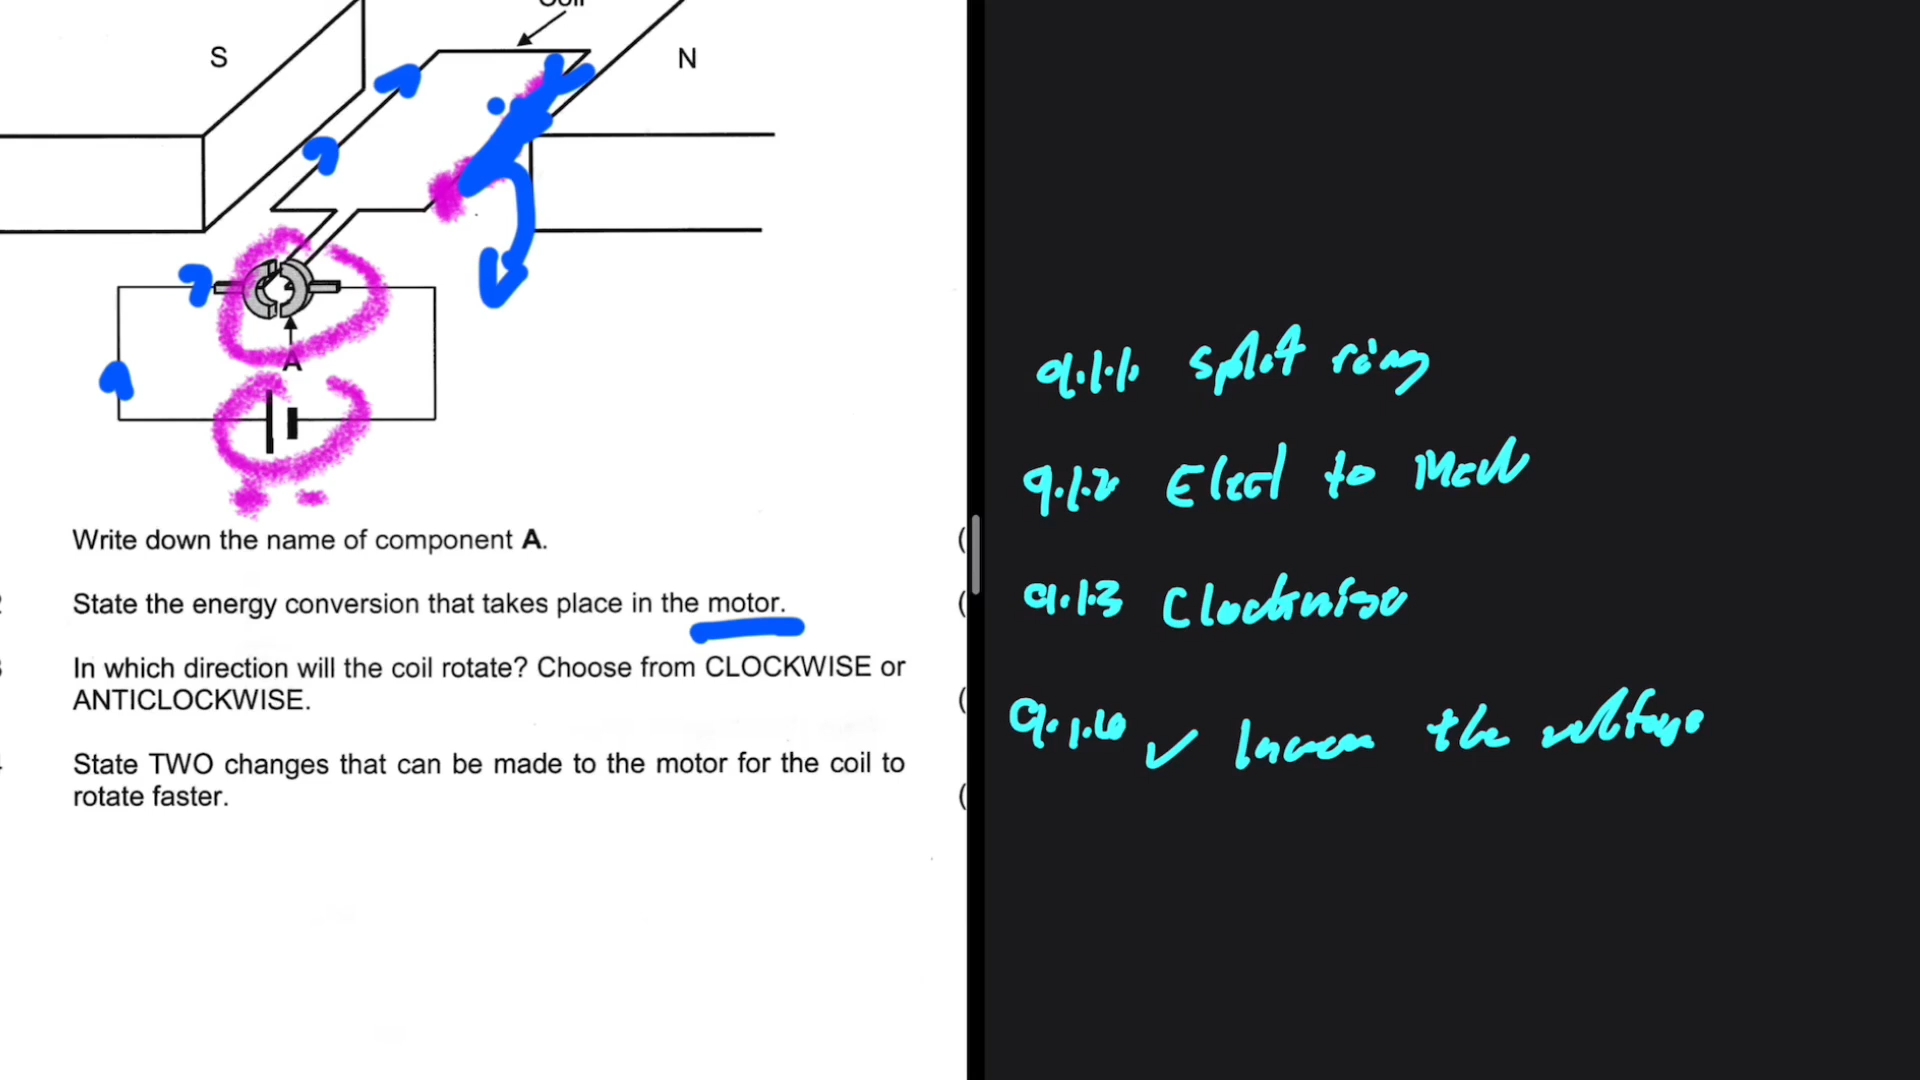 Coil
S
N
A
Write down the name of component A.
(
State the energy conversion that takes place in the motor.
(
In which direction will the coil rotate? Choose from CLOCKWISE or
ANTICLOCKWISE.
(
State TWO changes that can be made to the motor for the coil to
rotate faster.
(
9.1.1. split ring
9.1.2 Elect to Mech
9.1.3 Clockwise
✓ Increase the voltage